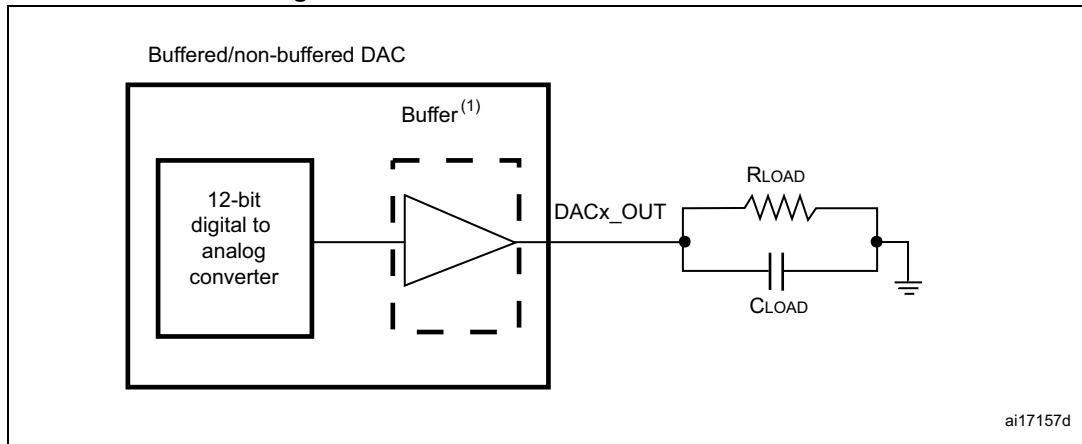 Buffered/non-buffered DAC
Buffer(1)
12-bit
digital to
analog
converter
DACx_OUT
RLOAD
CLOAD
ai17157d